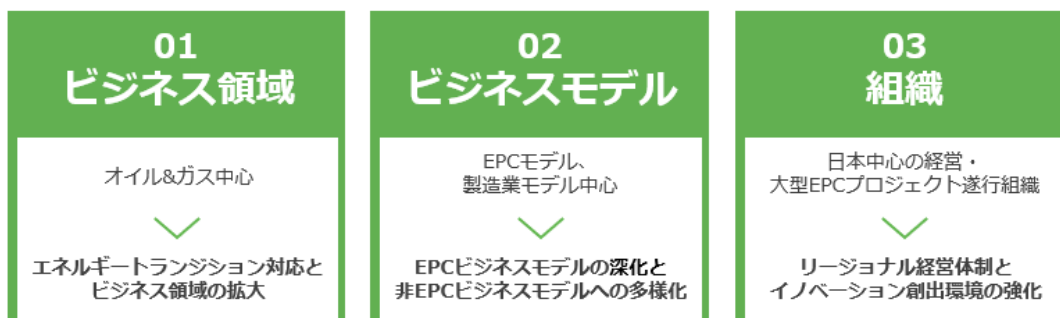 01
ビジネス領域
オイル&ガス中心
エネルギートランジション対応と
ビジネス領域の拡大
02
ビジネスモデル
EPCモデル、
製造業モデル中心
EPCビジネスモデルの深化と
非EPCビジネスモデルへの多様化
03
組織
日本中心の経営・
大型EPCプロジェクト遂行組織
リージョナル経営体制と
イノベーション創出環境の強化